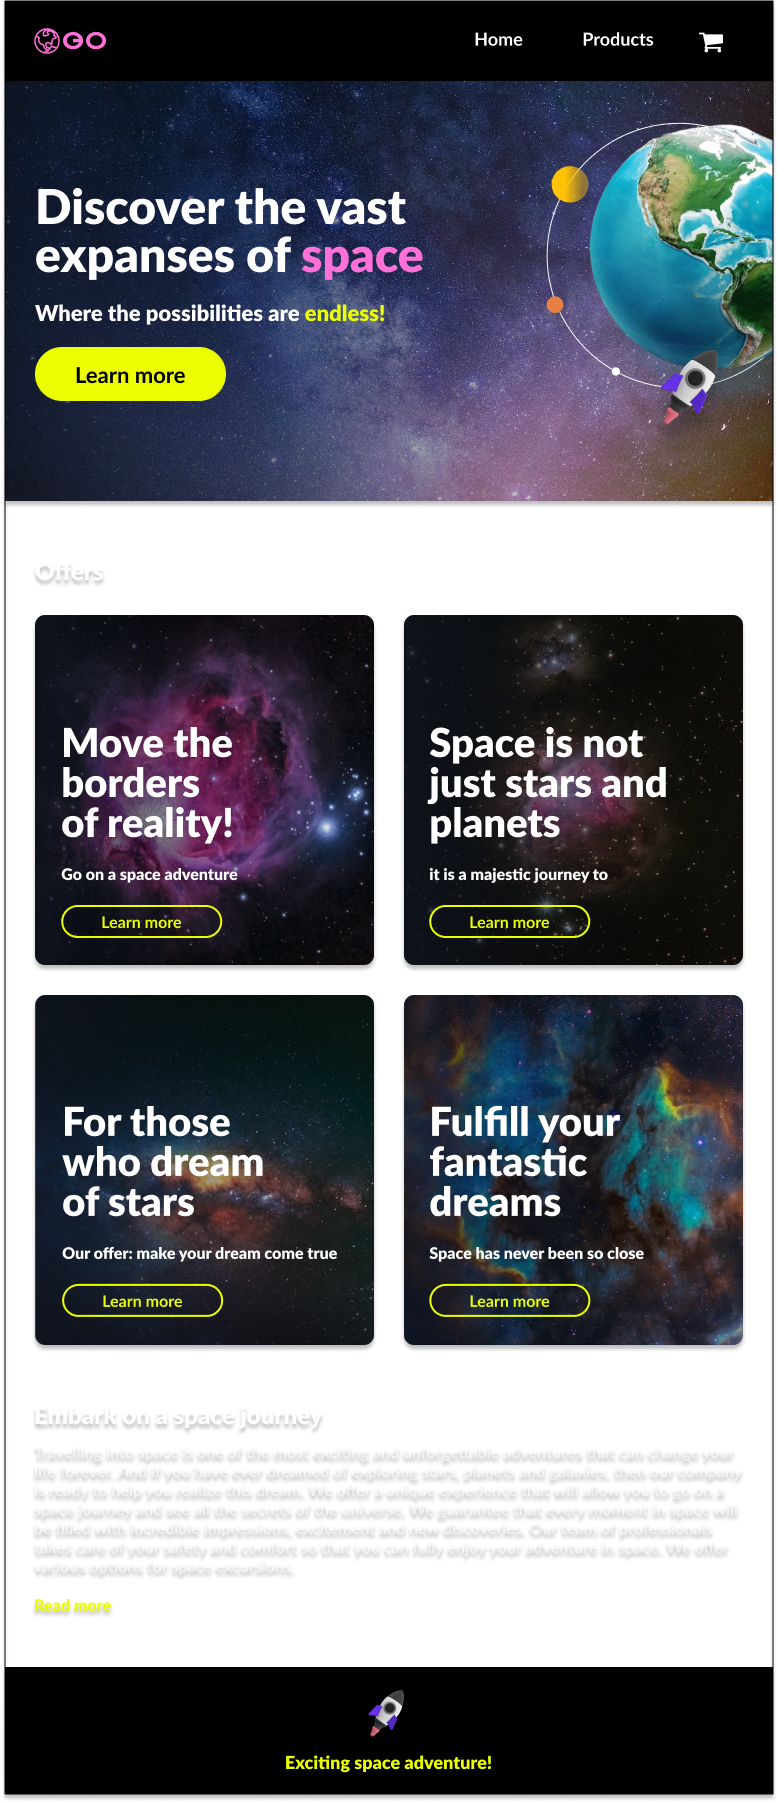 GO
Home
Products
Discover the vast
expanses of space
Where the possibilities are endless!
Learn more
Offers
Move the
borders
of reality!
Go on a space adventure
Learn more
Space is not
just stars and
planets
it is a majestic journey to
Learn more
For those
who dream
of stars
Our offer: make your dream come true
Learn more
Fulfill your
fantastic
dreams
Space has never been so close
Learn more
Embark on a space journey
Travelling into space is one of the most exciting and unforgettable adventures that can change your
life forever. And if you have ever dreamed of exploring stars, planets and galaxies, then our company
is ready to help you realize this dream. We offer a unique experience that will allow you to go on a
space journey and see all the secrets of the universe. We guarantee that every moment in space will
be filled with incredible impressions, excitement and new discoveries. Our team of professionals
takes care of your safety and comfort so that you can fully enjoy your adventure in space. We offer
various options for space excursions.
Read more
Exciting space adventure!